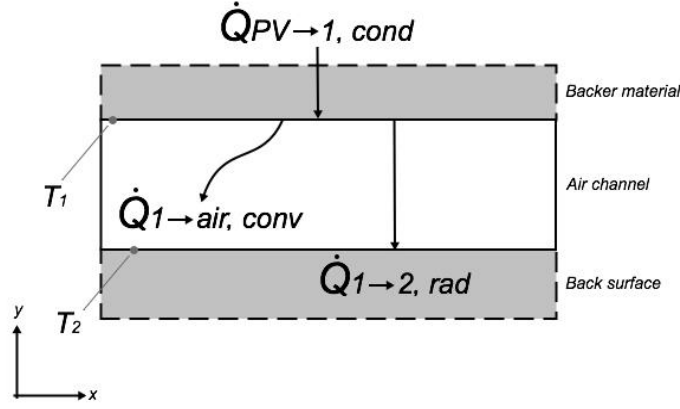 Q̇PV→1, cond
Backer material
T1
Air channel
Q̇1→air, conv
Q̇1→2, rad
Back surface
T2
y
x